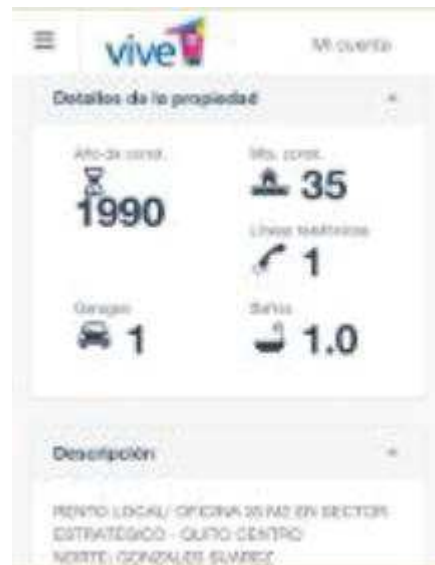 vive
Mi cuenta
Detalles de la propiedad
Año de const.
1990
Mts. const.
35
Líneas telefónicas
1
Garages
1
Baños
1.0
Descripción
RENTO LOCAL/ OFICINA 35 M2 EN SECTOR
ESTRATÉGICO - QUITO CENTRO
NORTE: GONZALES SUAREZ